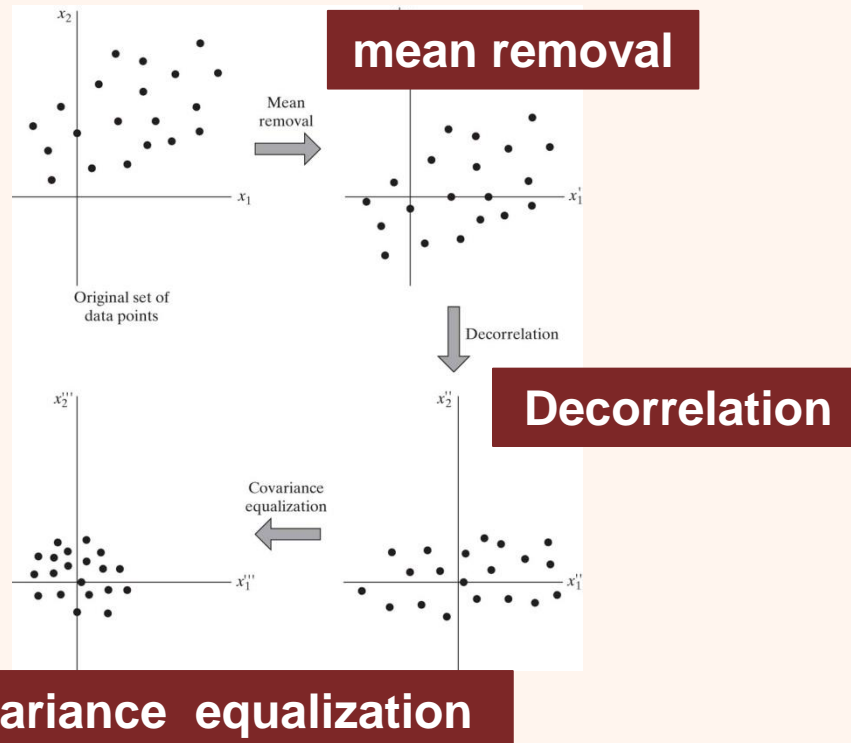 x₂
mean removal
Mean
removal
x₁
x₁'
Original set of
data points
Decorrelation
x₂'''
x₂''
Decorrelation
Covariance
equalization
x₁'''
x₁''
ariance equalization